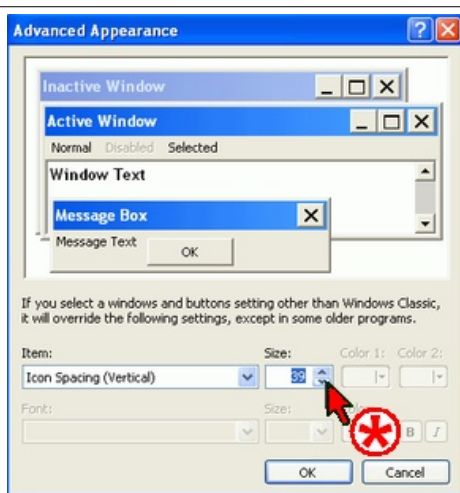 Advanced Appearance
Inactive Window
Active Window
Normal Disabled Selected
Window Text
Message Box
Message Text
OK
If you select a windows and buttons setting other than Windows Classic,
it will override the following settings, except in some older programs.
Item: Size: Color 1: Color 2:
Icon Spacing (Vertical) 39
Font: Size:
B I
OK Cancel